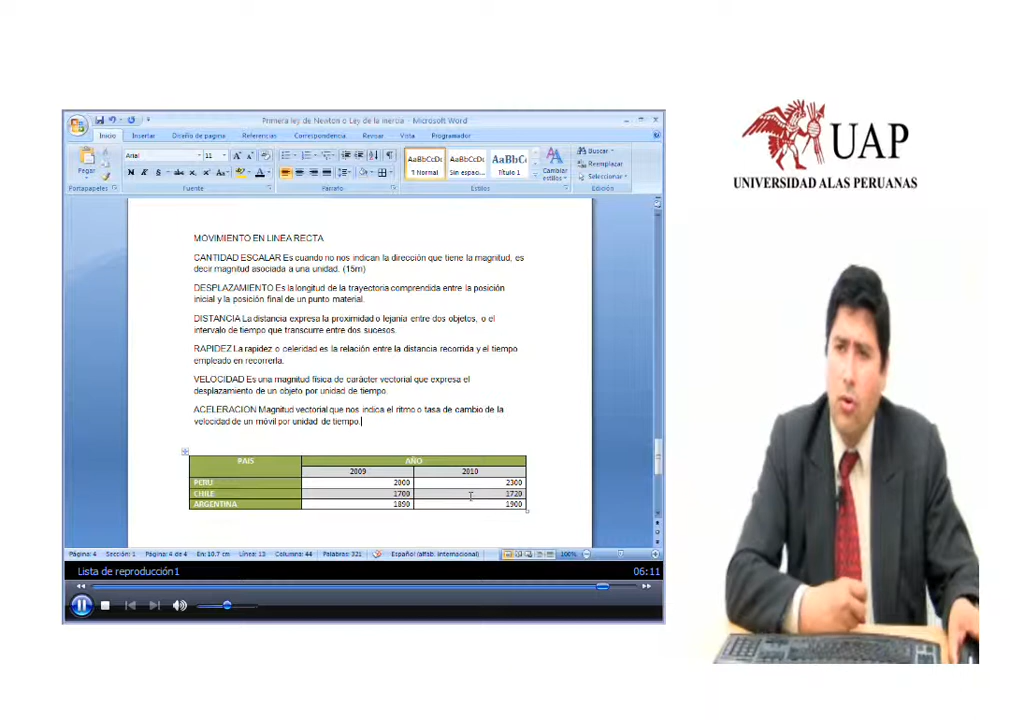 Primera ley de Newton o Ley de la inercia - Microsoft Word
Inicio Insertar Diseño de página Referencias Correspondencia Revisar Vista Programador
Arial 11
Pegar
AaBbCcDc AaBbCcDc AaBbC
¶ Normal Sin espaci... Título 1
Cambiar estilos
Buscar
Reemplazar
Seleccionar
Portapapeles Fuente Párrafo Estilos Edición
MOVIMIENTO EN LINEA RECTA
CANTIDAD ESCALAR Es cuando no nos indican la dirección que tiene la magnitud, es
decir magnitud asociada a una unidad. (15m)
DESPLAZAMIENTO Es la longitud de la trayectoria comprendida entre la posición
inicial y la posición final de un punto material.
DISTANCIA La distancia expresa la proximidad o lejanía entre dos objetos, o el
intervalo de tiempo que transcurre entre dos sucesos.
RAPIDEZ La rapidez o celeridad es la relación entre la distancia recorrida y el tiempo
empleado en recorrerla.
VELOCIDAD Es una magnitud física de carácter vectorial que expresa el
desplazamiento de un objeto por unidad de tiempo.
ACELERACION Magnitud vectorial que nos indica el ritmo o tasa de cambio de la
velocidad de un móvil por unidad de tiempo.
PAIS AÑO
2009 2010
PERU 2000 2300
CHILE 1700 1720
ARGENTINA 1890 1900
Página: 4 Sección: 1 Página: 4 de 4 En: 10.7 cm Línea: 13 Columna: 44 Palabras: 321 Español (alfab. internacional) 100%
Lista de reproducción1 06:11
UAP
UNIVERSIDAD ALAS PERUANAS